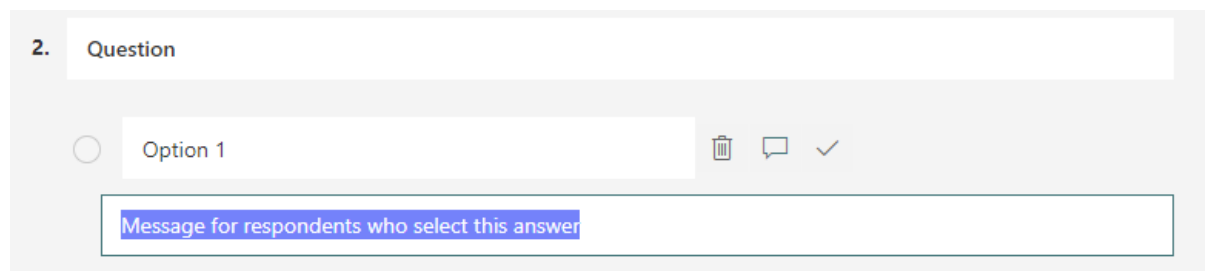 2. Question
Option 1
Message for respondents who select this answer